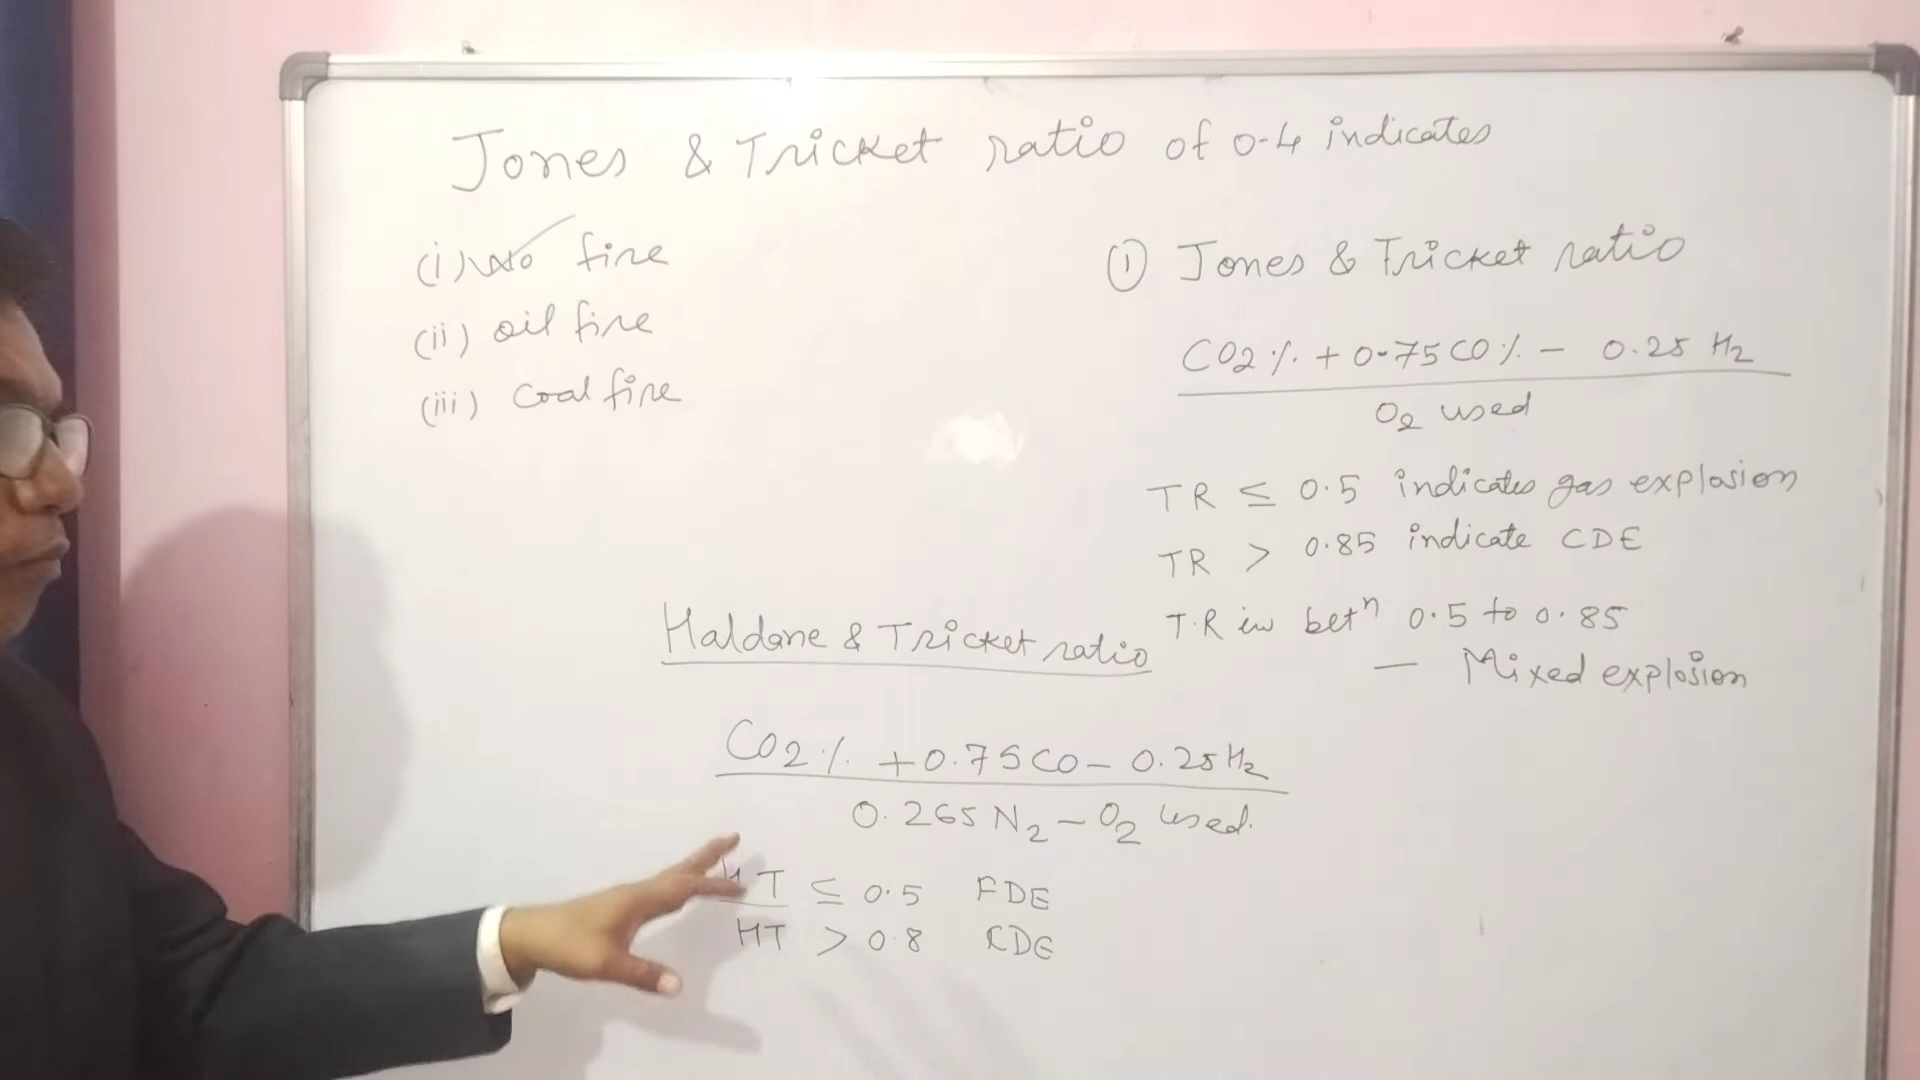 Jones & Tricket ratio of 0.4 indicates
(i) No fire
(ii) oil fire
(iii) Coal fire
① Jones & Tricket ratio
CO2 % + 0.75 CO % - 0.25 H2
O2 used
TR ≤ 0.5 indicates gas explosion
TR > 0.85 indicate CDE
T.R in betn 0.5 to 0.85
— Mixed explosion
Haldane & Tricket ratio
CO2 % + 0.75 CO - 0.25 H2
0.265 N2 - O2 used.
HT ≤ 0.5 FDE
HT > 0.8 CDE